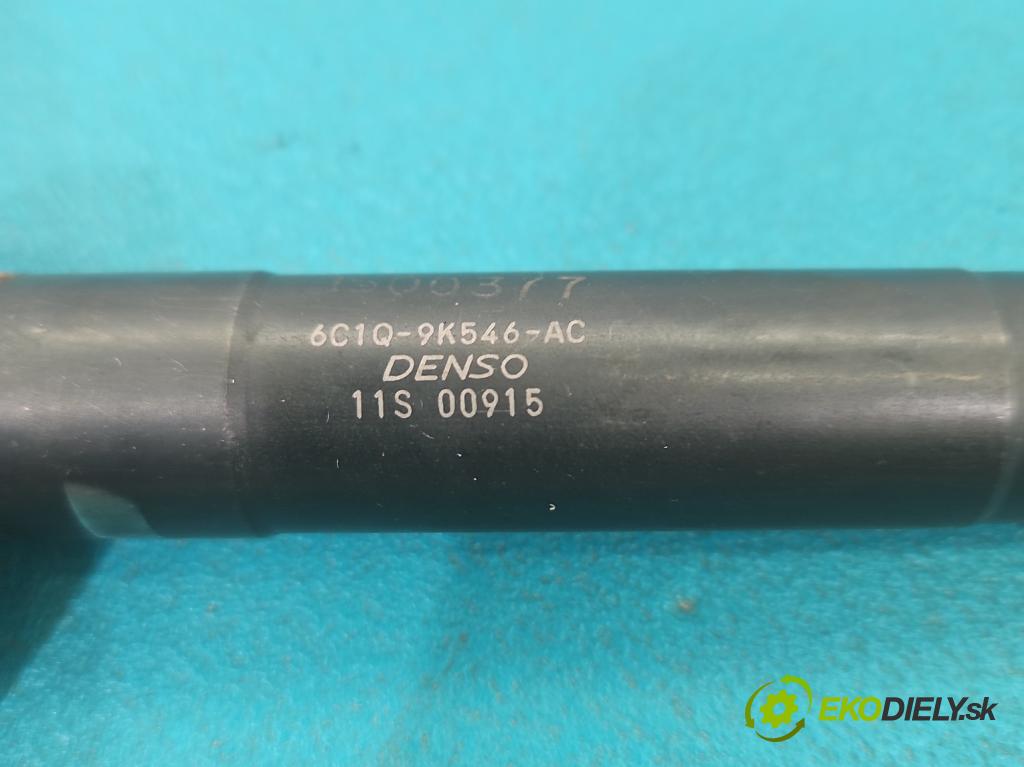 6C1Q-9K546-AC
DENSO
11S 00915
EKODIELY.sk